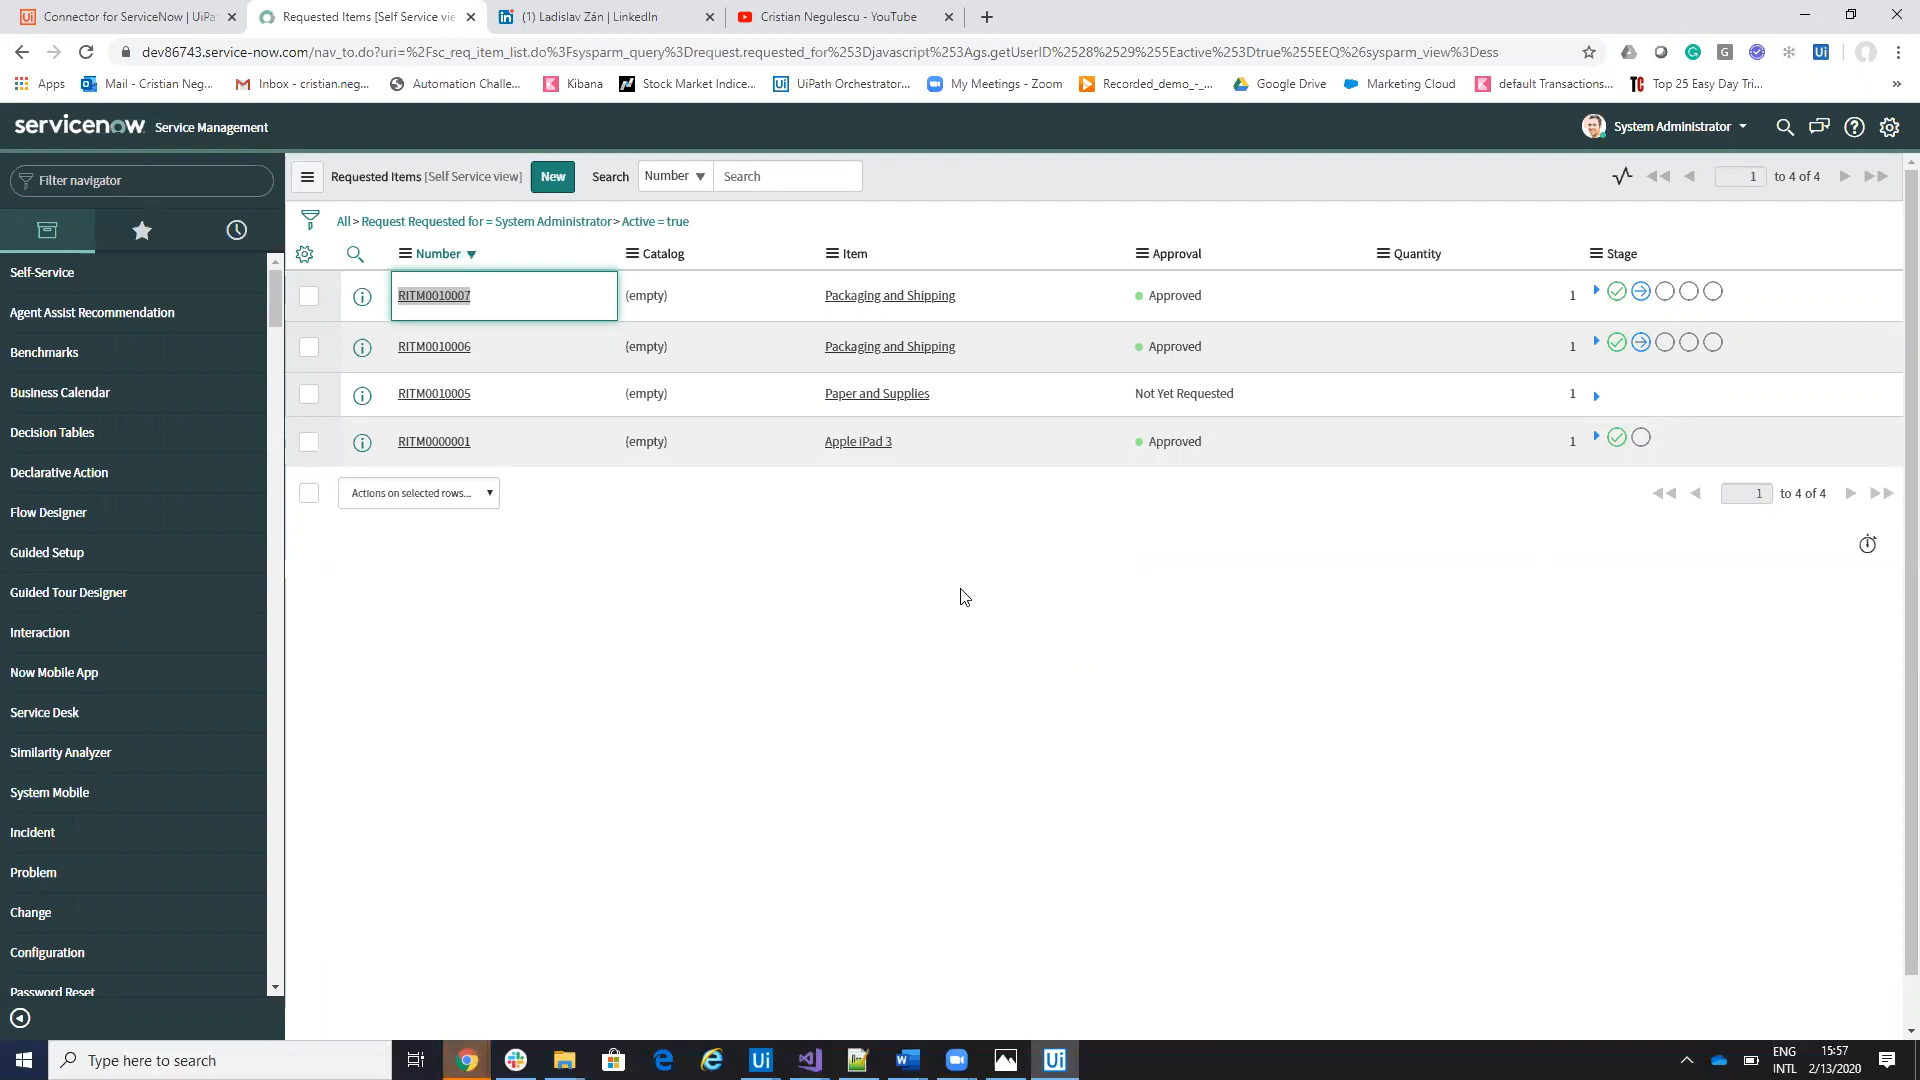 Connector for ServiceNow | UiPa
Requested Items [Self Service vie
(1) Ladislav Zán | LinkedIn
Cristian Negulescu - YouTube
dev86743.service-now.com/nav_to.do?uri=%2Fsc_req_item_list.do%3Fsysparm_query%3Drequest.requested_for%253Djavascript%253Ags.getUserID%2528%2529%255Eactive%253Dtrue%255EEQ%26sysparm_view%3Dess
Apps
Mail - Cristian Neg...
Inbox - cristian.neg...
Automation Challe...
Kibana
Stock Market Indice...
UiPath Orchestrator...
My Meetings - Zoom
Recorded_demo_-_...
Google Drive
Marketing Cloud
default Transactions...
Top 25 Easy Day Tri...
servicenow Service Management
System Administrator
Filter navigator
Requested Items [Self Service view] New Search Number Search
1 to 4 of 4
All > Request Requested for = System Administrator > Active = true
Number Catalog Item Approval Quantity Stage
RITM0010007 (empty) Packaging and Shipping Approved 1
RITM0010006 (empty) Packaging and Shipping Approved 1
RITM0010005 (empty) Paper and Supplies Not Yet Requested 1
RITM0000001 (empty) Apple iPad 3 Approved 1
Actions on selected rows...
1 to 4 of 4
Self-Service
Agent Assist Recommendation
Benchmarks
Business Calendar
Decision Tables
Declarative Action
Flow Designer
Guided Setup
Guided Tour Designer
Interaction
Now Mobile App
Service Desk
Similarity Analyzer
System Mobile
Incident
Problem
Change
Configuration
Password Reset
Type here to search
ENG
INTL
15:57
2/13/2020